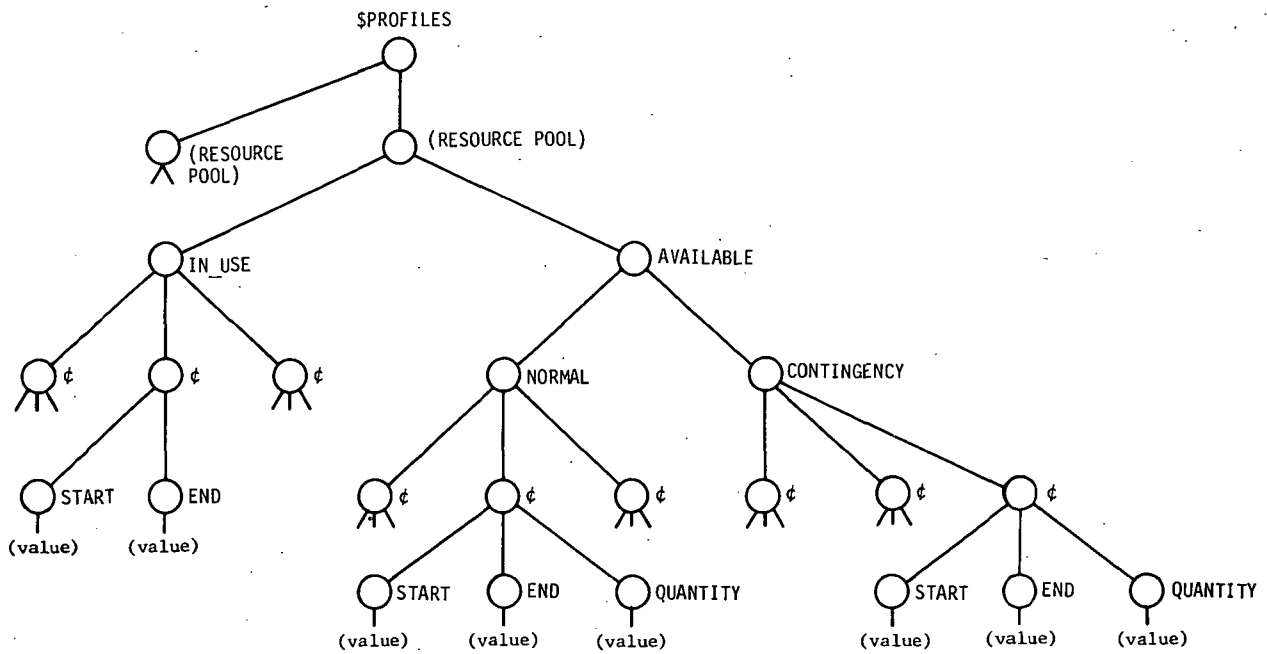 $PROFILES
(RESOURCE
POOL)
(RESOURCE POOL)
IN_USE
AVAILABLE
¢
¢
¢
NORMAL
CONTINGENCY
START
END
¢
¢
¢
¢
¢
¢
(value)
(value)
START
END
QUANTITY
START
END
QUANTITY
(value)
(value)
(value)
(value)
(value)
(value)